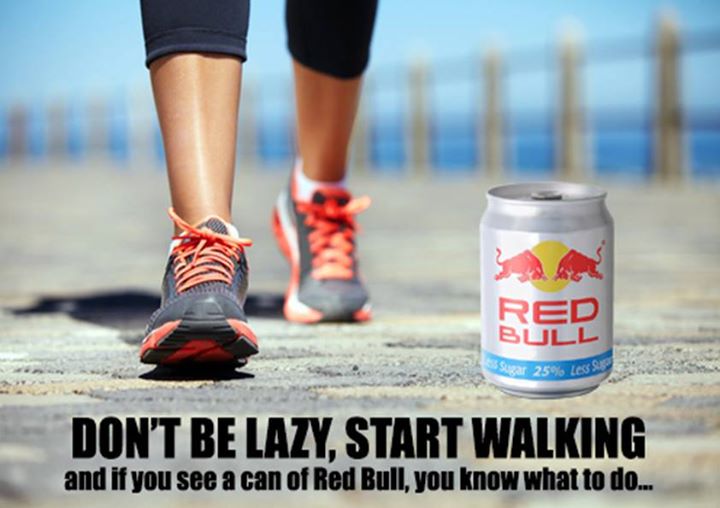 RED
BULL
Less Sugar 25% Less Sugar
DON'T BE LAZY, START WALKING
and if you see a can of Red Bull, you know what to do...